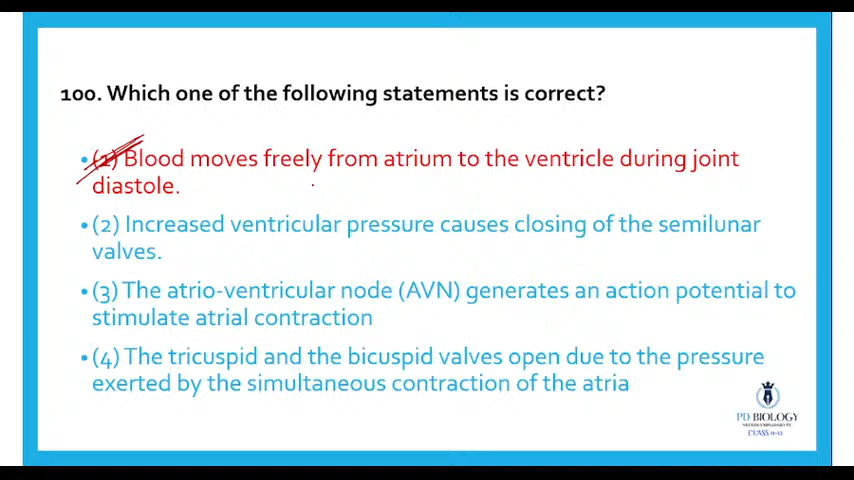 100. Which one of the following statements is correct?
• (1) Blood moves freely from atrium to the ventricle during joint
diastole.
• (2) Increased ventricular pressure causes closing of the semilunar
valves.
• (3) The atrio-ventricular node (AVN) generates an action potential to
stimulate atrial contraction
• (4) The tricuspid and the bicuspid valves open due to the pressure
exerted by the simultaneous contraction of the atria
PD BIOLOGY
CLASS 11-12